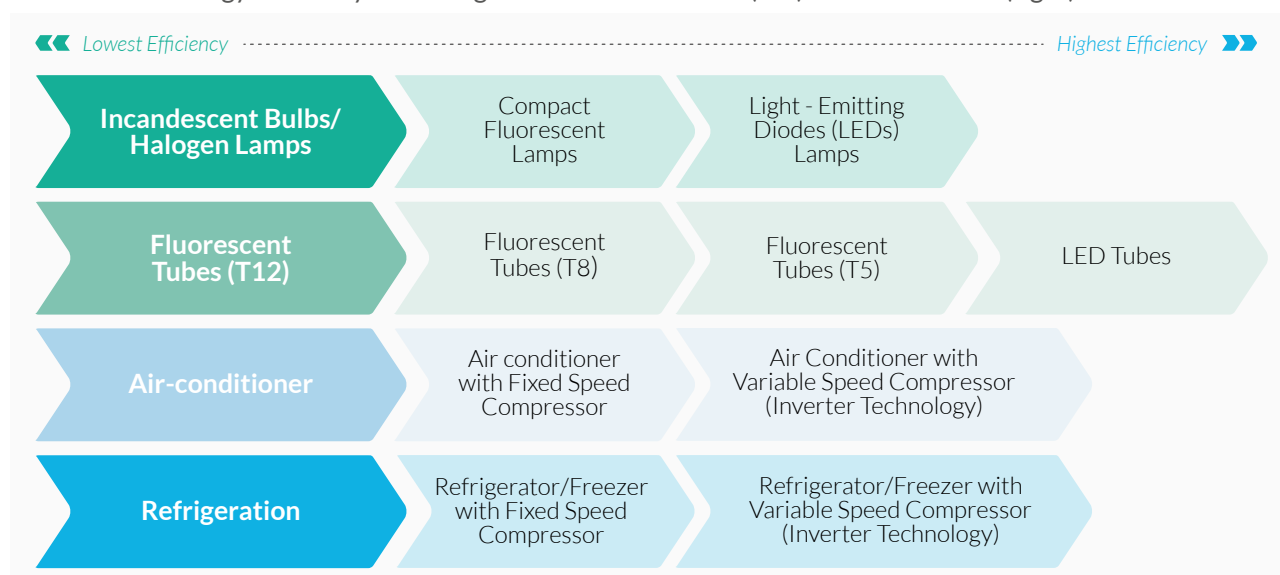 Lowest Efficiency
Highest Efficiency
Incandescent Bulbs/
Halogen Lamps
Compact
Fluorescent
Lamps
Light - Emitting
Diodes (LEDs)
Lamps
Fluorescent
Tubes (T12)
Fluorescent
Tubes (T8)
Fluorescent
Tubes (T5)
LED Tubes
Air-conditioner
Air conditioner
with Fixed Speed
Compressor
Air Conditioner with
Variable Speed Compressor
(Inverter Technology)
Refrigeration
Refrigerator/Freezer
with Fixed Speed
Compressor
Refrigerator/Freezer with
Variable Speed Compressor
(Inverter Technology)